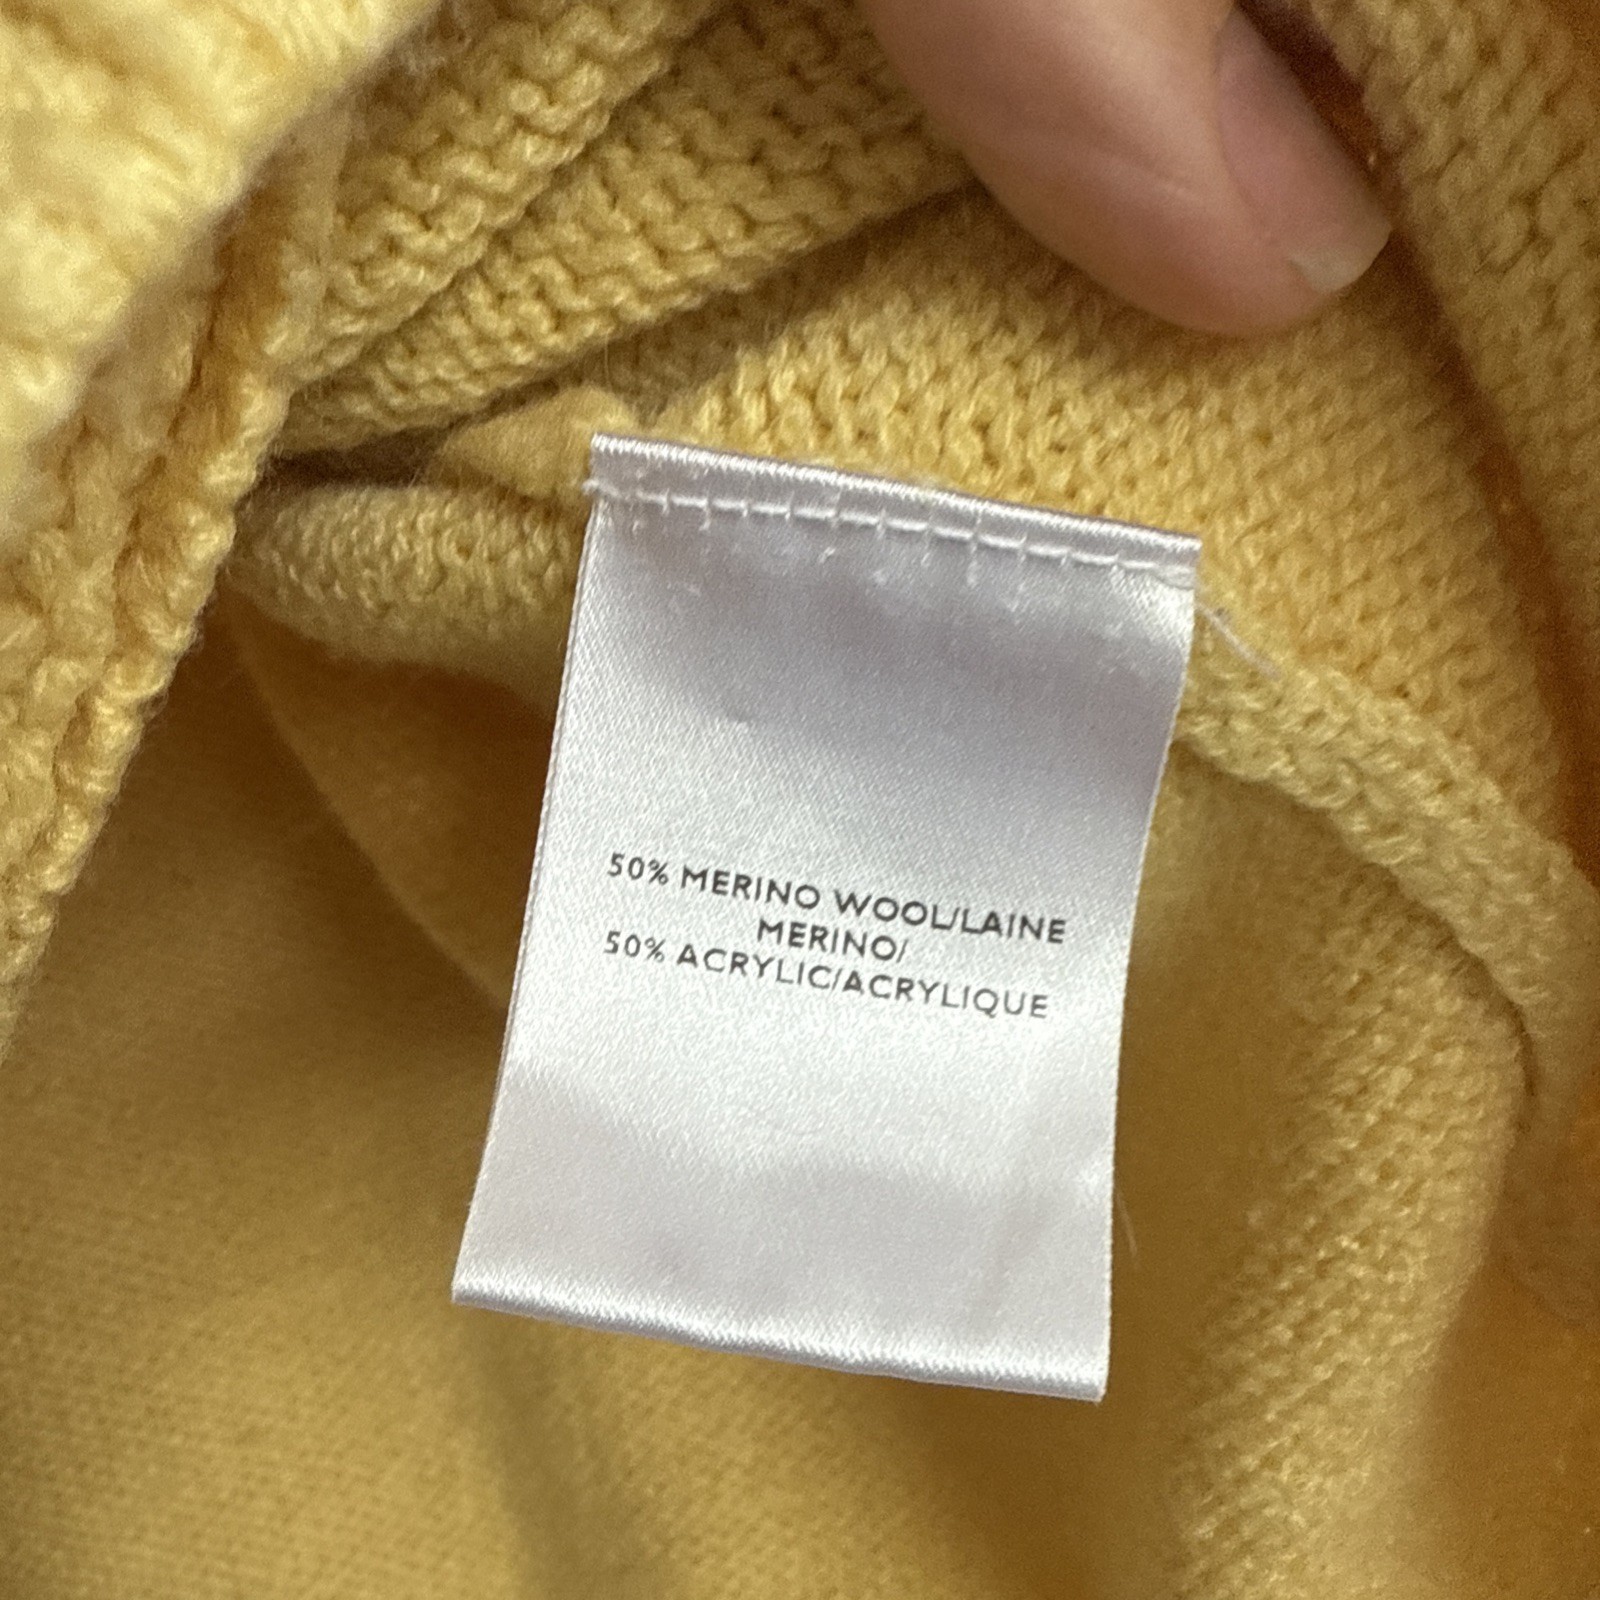 50% MERINO WOOL/LAINE
MERINO/
50% ACRYLIC/ACRYLIQUE